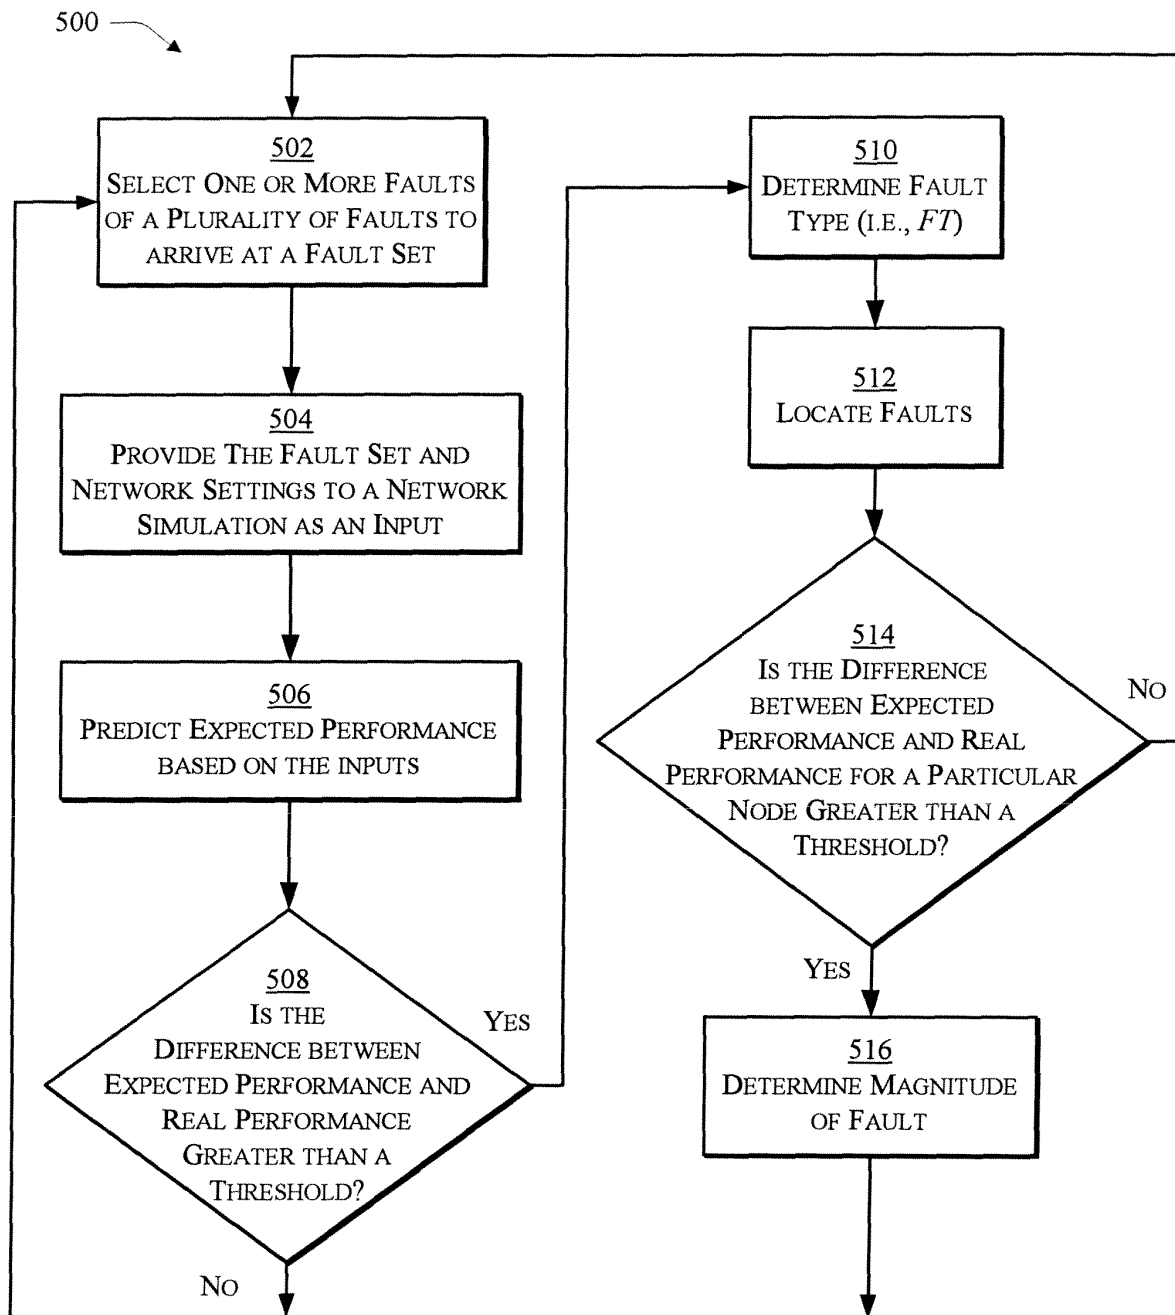 500
502
SELECT ONE OR MORE FAULTS
OF A PLURALITY OF FAULTS TO
ARRIVE AT A FAULT SET
504
PROVIDE THE FAULT SET AND
NETWORK SETTINGS TO A NETWORK
SIMULATION AS AN INPUT
506
PREDICT EXPECTED PERFORMANCE
BASED ON THE INPUTS
508
IS THE
DIFFERENCE BETWEEN
EXPECTED PERFORMANCE AND
REAL PERFORMANCE
GREATER THAN A
THRESHOLD?
YES
NO
510
DETERMINE FAULT
TYPE (I.E., FT)
512
LOCATE FAULTS
514
IS THE DIFFERENCE
BETWEEN EXPECTED
PERFORMANCE AND REAL
PERFORMANCE FOR A PARTICULAR
NODE GREATER THAN A
THRESHOLD?
NO
YES
516
DETERMINE MAGNITUDE
OF FAULT